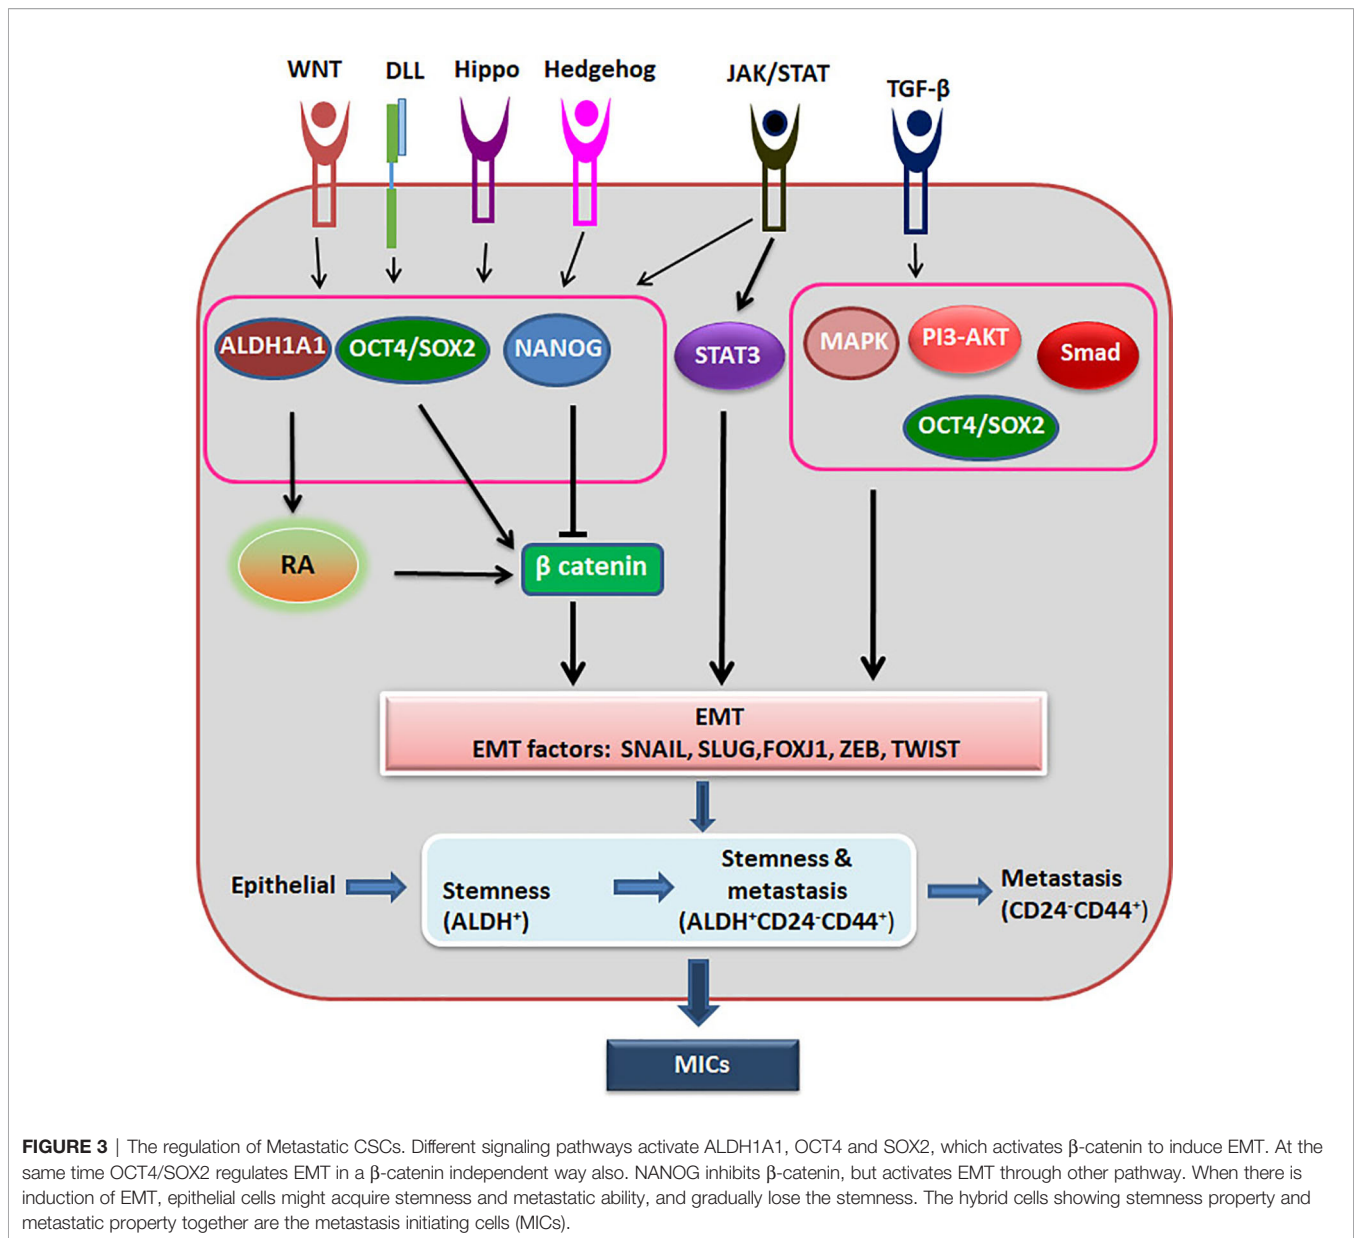 WNT
DLL
Hippo
Hedgehog
JAK/STAT
TGF-β
ALDH1A1
OCT4/SOX2
NANOG
STAT3
MAPK
PI3-AKT
Smad
OCT4/SOX2
RA
β catenin
EMT
EMT factors: SNAIL, SLUG,FOXJ1, ZEB, TWIST
Epithelial
Stemness
(ALDH⁺)
Stemness &
metastasis
(ALDH⁺CD24⁻CD44⁺)
Metastasis
(CD24⁻CD44⁺)
MICs
FIGURE 3 | The regulation of Metastatic CSCs. Different signaling pathways activate ALDH1A1, OCT4 and SOX2, which activates β-catenin to induce EMT. At the
same time OCT4/SOX2 regulates EMT in a β-catenin independent way also. NANOG inhibits β-catenin, but activates EMT through other pathway. When there is
induction of EMT, epithelial cells might acquire stemness and metastatic ability, and gradually lose the stemness. The hybrid cells showing stemness property and
metastatic property together are the metastasis initiating cells (MICs).